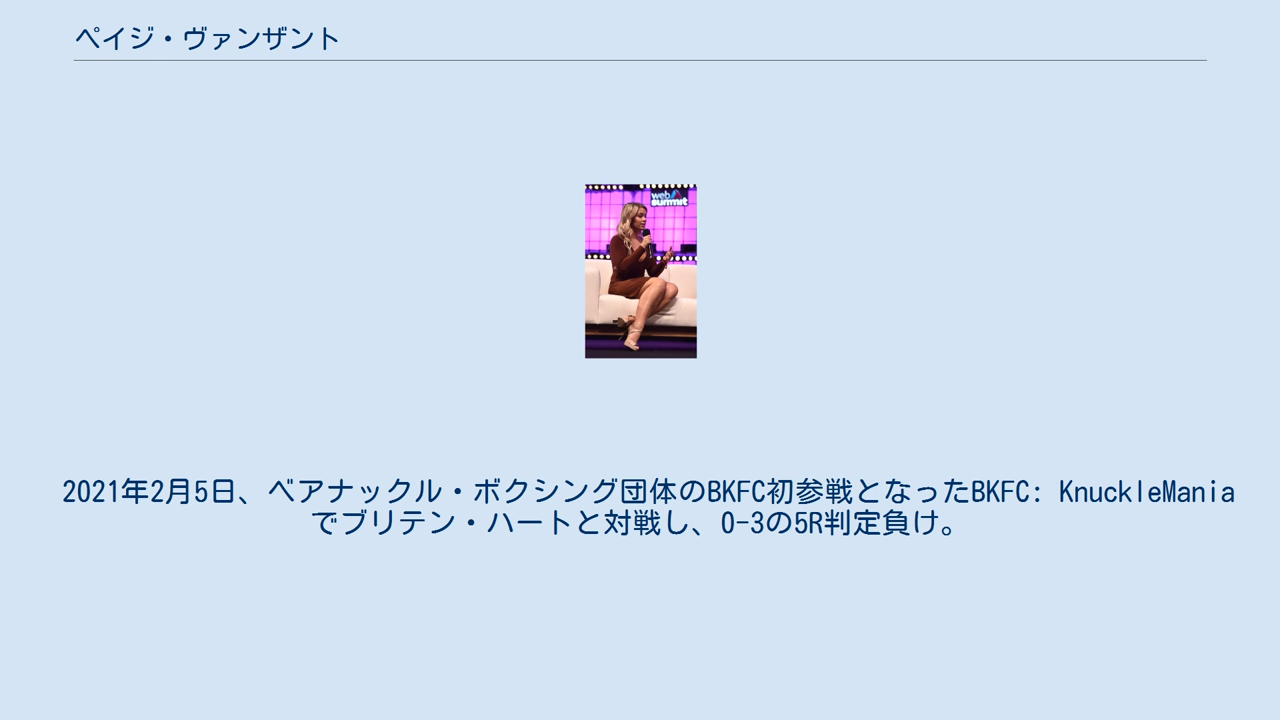 ペイジ・ヴァンザント
web
summit
2021年2月5日、ベアナックル・ボクシング団体のBKFC初参戦となったBKFC: KnuckleMania
でブリテン・ハートと対戦し、0-3の5R判定負け。